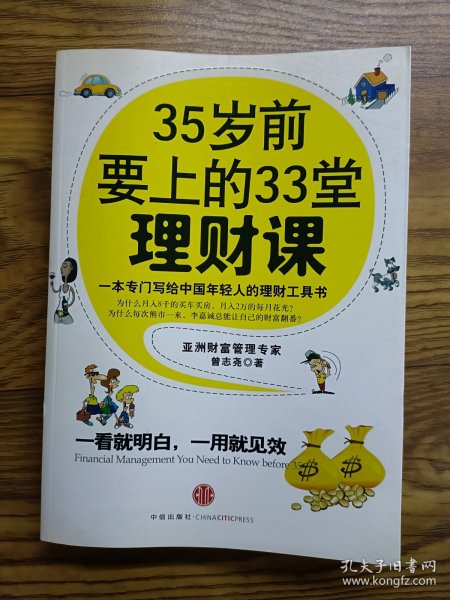 35岁前
要上的33堂
理财课
一本专门写给中国年轻人的理财工具书
为什么月入8千的买车买房，月入2万的每月花光？
为什么每次熊市一来，李嘉诚总能让自己的财富翻番？
亚洲财富管理专家
曾志尧◎著
一看就明白，一用就见效
Financial Management You Need to Know before 35
$ $
中信出版社·CHINACITICPRESS
孔夫子旧书网
www.kongfz.com